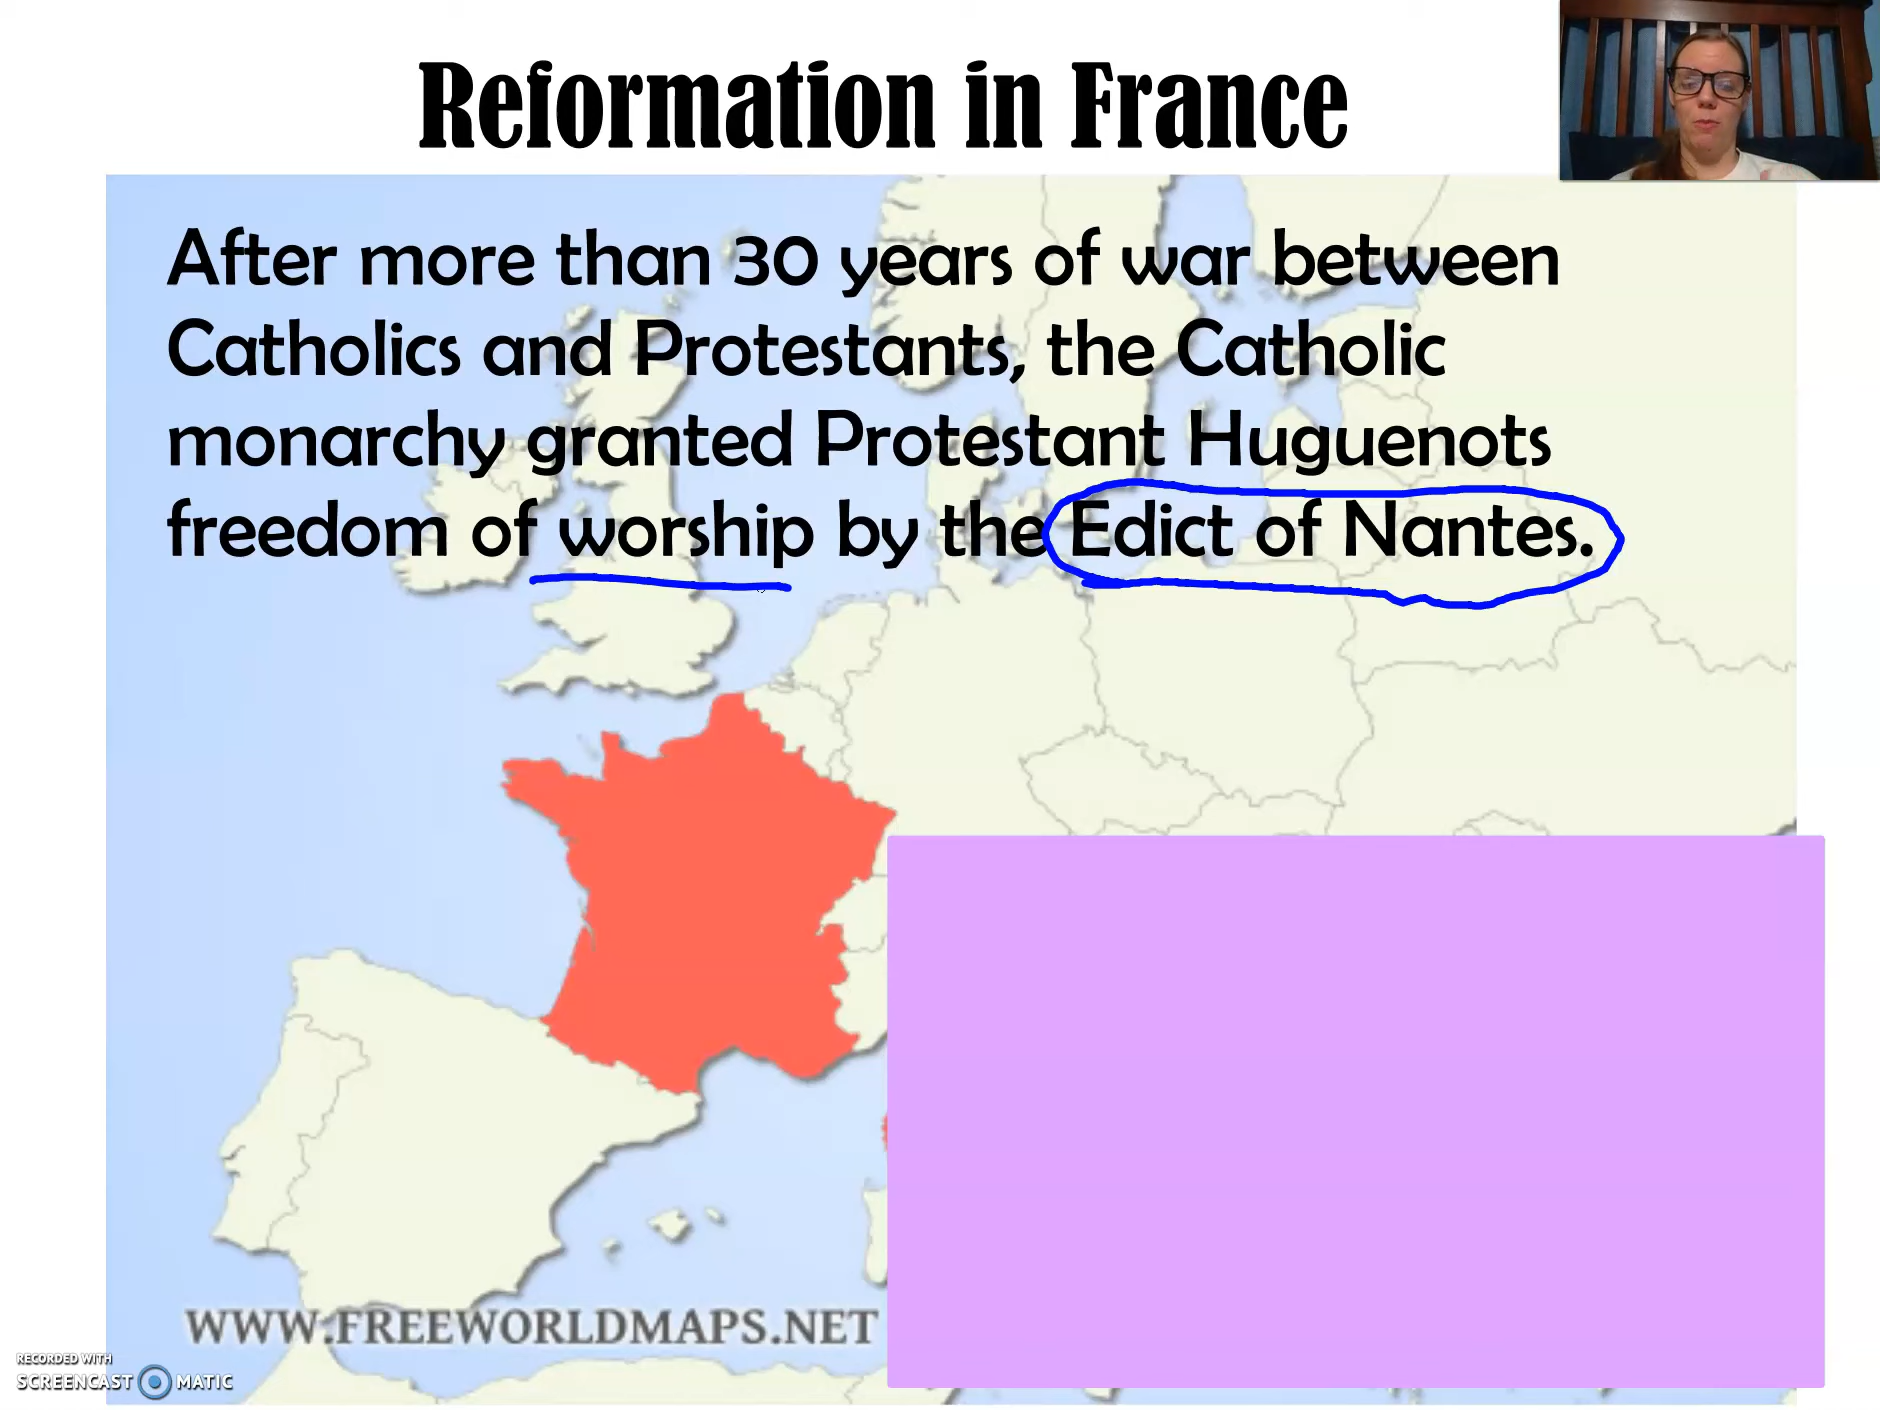 Reformation in France
After more than 30 years of war between
Catholics and Protestants, the Catholic
monarchy granted Protestant Huguenots
freedom of worship by the Edict of Nantes.
WWW.FREEWORLDMAPS.NET
RECORDED WITH
SCREENCAST MATIC